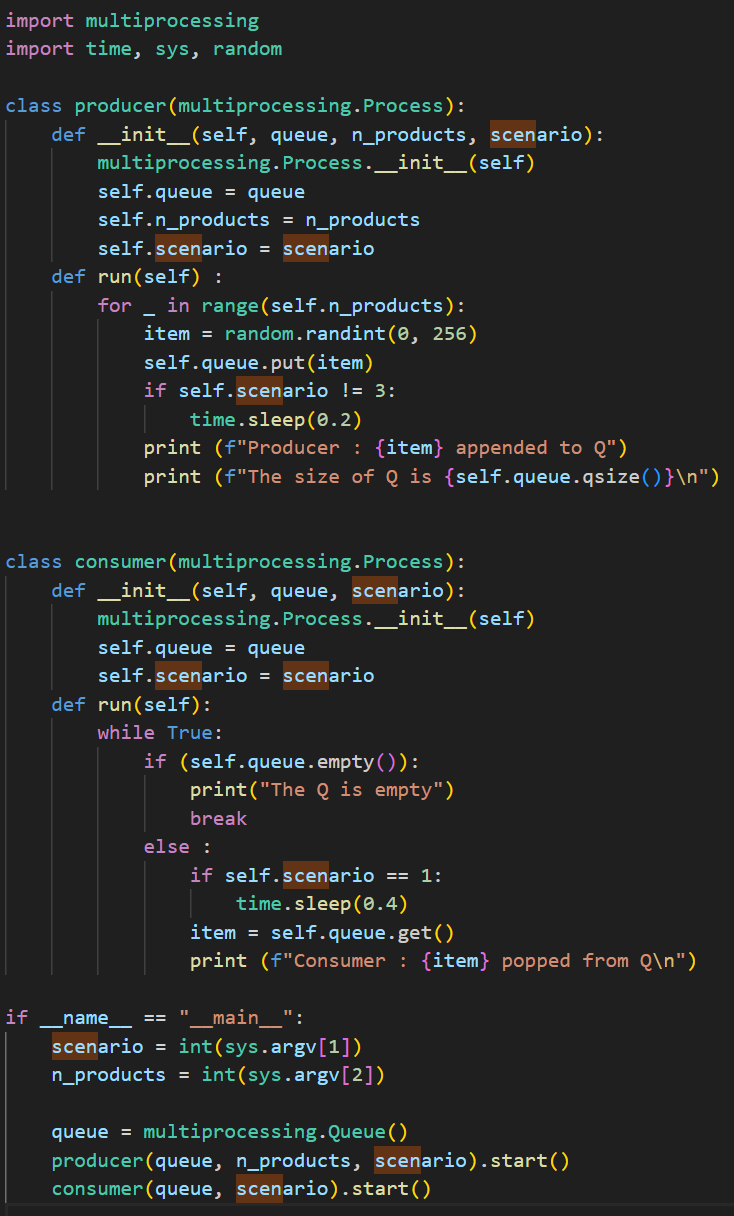 import multiprocessing
import time, sys, random
class producer(multiprocessing.Process):
    def __init__(self, queue, n_products, scenario):
        multiprocessing.Process.__init__(self)
        self.queue = queue
        self.n_products = n_products
        self.scenario = scenario
    def run(self) :
        for _ in range(self.n_products):
            item = random.randint(0, 256)
            self.queue.put(item)
            if self.scenario != 3:
                time.sleep(0.2)
            print (f"Producer : {item} appended to Q")
            print (f"The size of Q is {self.queue.qsize()}\n")
class consumer(multiprocessing.Process):
    def __init__(self, queue, scenario):
        multiprocessing.Process.__init__(self)
        self.queue = queue
        self.scenario = scenario
    def run(self):
        while True:
            if (self.queue.empty()):
                print("The Q is empty")
                break
            else :
                if self.scenario == 1:
                    time.sleep(0.4)
                item = self.queue.get()
                print (f"Consumer : {item} popped from Q\n")
if __name__ == "__main__":
    scenario = int(sys.argv[1])
    n_products = int(sys.argv[2])
    queue = multiprocessing.Queue()
    producer(queue, n_products, scenario).start()
    consumer(queue, scenario).start()